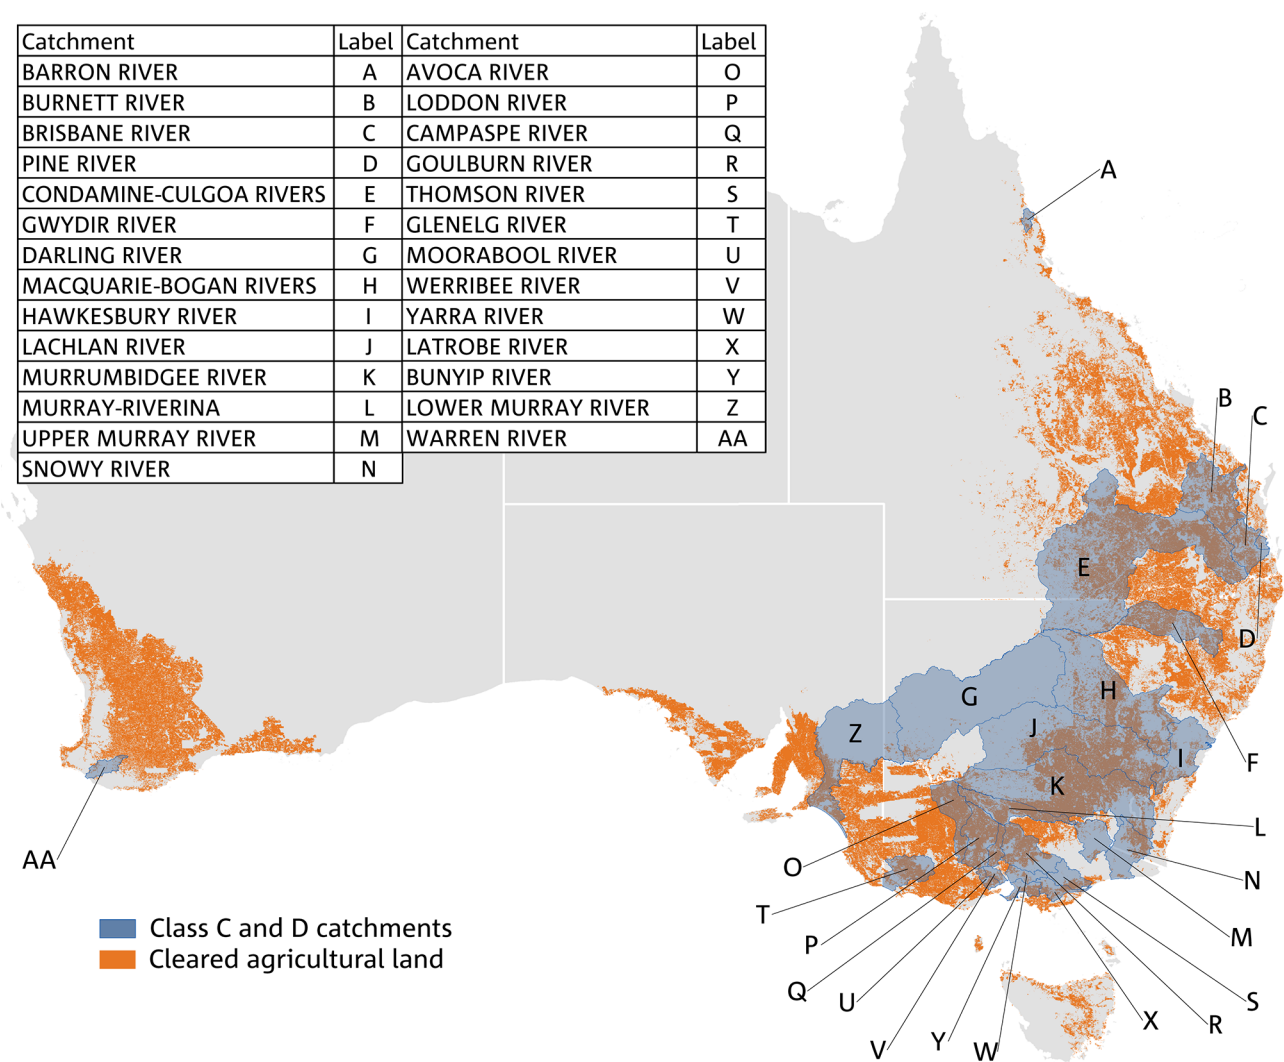 Catchment Label Catchment Label
BARRON RIVER A AVOCA RIVER O
BURNETT RIVER B LODDON RIVER P
BRISBANE RIVER C CAMPASPE RIVER Q
PINE RIVER D GOULBURN RIVER R
CONDAMINE-CULGOA RIVERS E THOMSON RIVER S
GWYDIR RIVER F GLENELG RIVER T
DARLING RIVER G MOORABOOL RIVER U
MACQUARIE-BOGAN RIVERS H WERRIBEE RIVER V
HAWKESBURY RIVER I YARRA RIVER W
LACHLAN RIVER J LATROBE RIVER X
MURRUMBIDGEE RIVER K BUNYIP RIVER Y
MURRAY-RIVERINA L LOWER MURRAY RIVER Z
UPPER MURRAY RIVER M WARREN RIVER AA
SNOWY RIVER N
A
B
C
E
D
G
H
Z
J
I
F
K
L
AA
O
N
T
M
P
Q
U
S
X
R
Y
V
W
Class C and D catchments
Cleared agricultural land